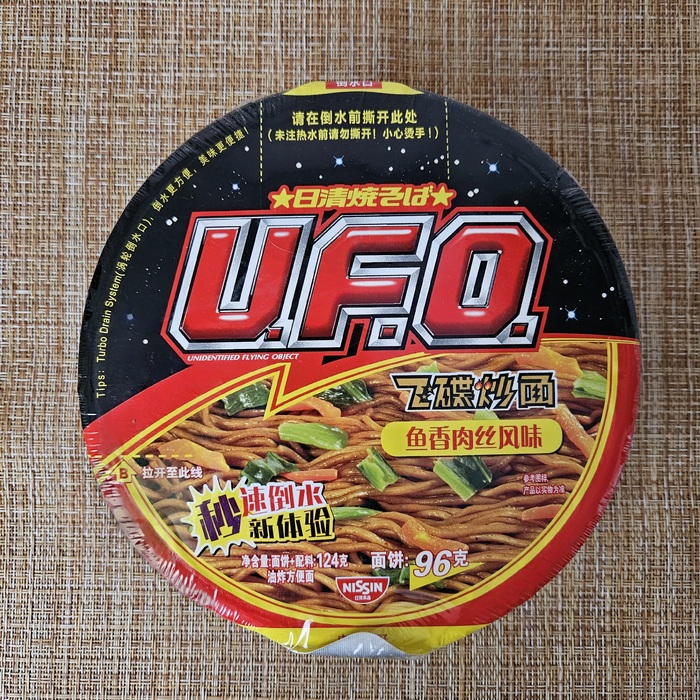 倒水口
请在倒水前撕开此处
(未注热水前请勿撕开！小心烫手！)
Tips: Turbo Drain System(涡轮倒水口)，倒水更方便，美味更便捷！
★日清焼そば★
U.F.O.
UNIDENTIFIED FLYING OBJECT
飞碟炒面
鱼香肉丝风味
B
拉开至此线
参考图样
产品以实物为准
秒速倒水
新体验
净含量:面饼+配料:124克
油炸方便面
面饼:96克
NISSIN